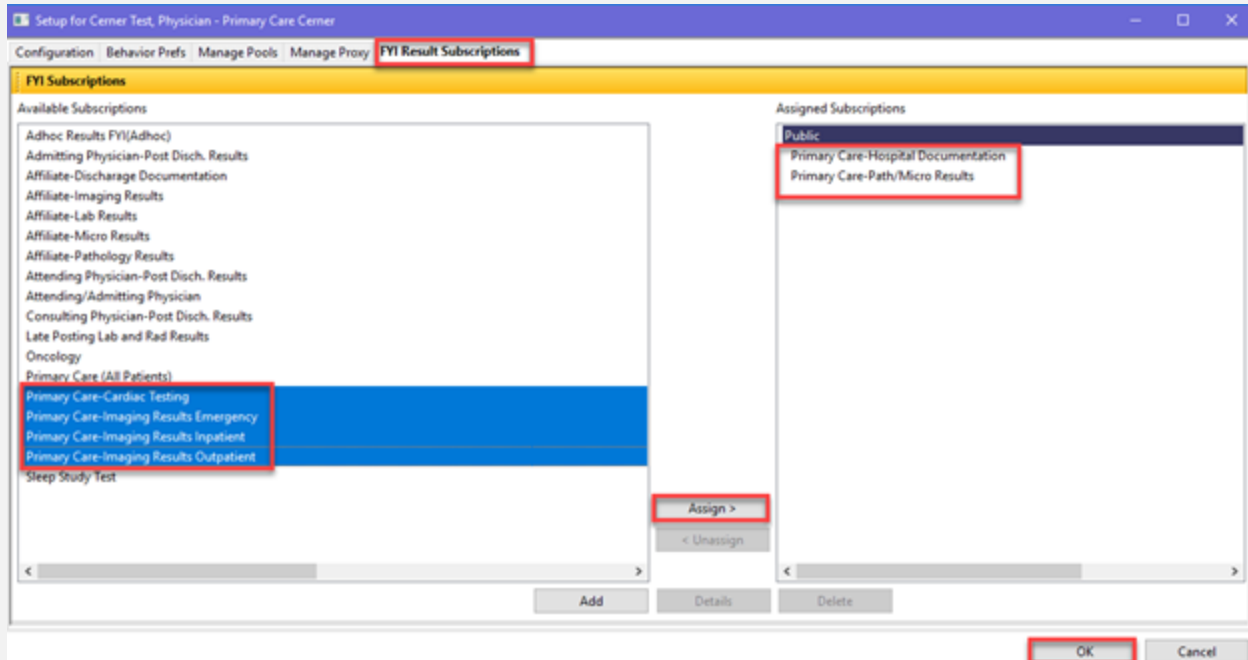 Setup for Cerner Test, Physician - Primary Care Cerner
Configuration Behavior Prefs Manage Pools Manage Proxy FYI Result Subscriptions
FYI Subscriptions
Available Subscriptions
Adhoc Results FYI(Adhoc)
Admitting Physician-Post Disch. Results
Affiliate-Discharage Documentation
Affiliate-Imaging Results
Affiliate-Lab Results
Affiliate-Micro Results
Affiliate-Pathology Results
Attending Physician-Post Disch. Results
Attending/Admitting Physician
Consulting Physician-Post Disch. Results
Late Posting Lab and Rad Results
Oncology
Primary Care (All Patients)
Primary Care-Cardiac Testing
Primary Care-Imaging Results Emergency
Primary Care-Imaging Results Inpatient
Primary Care-Imaging Results Outpatient
Sleep Study Test
Assign >
< Unassign
Assigned Subscriptions
Public
Primary Care-Hospital Documentation
Primary Care-Path/Micro Results
Add Details Delete
OK Cancel